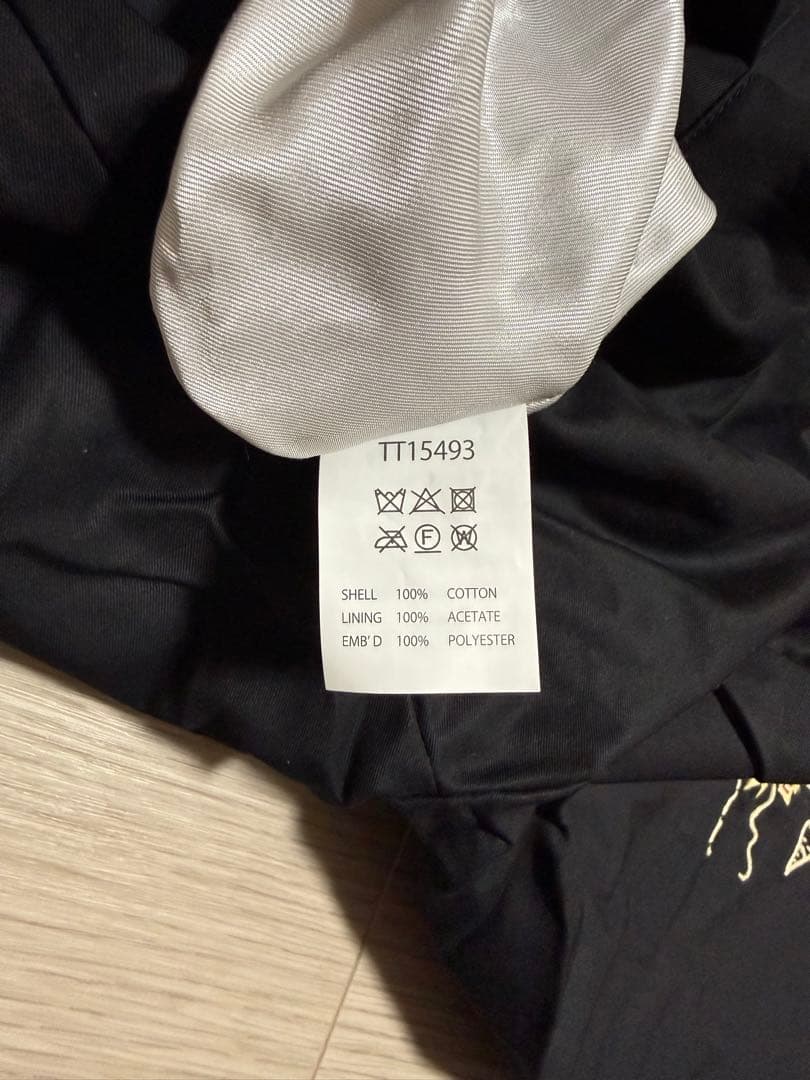 TT15493
F W
SHELL 100% COTTON
LINING 100% ACETATE
EMB'D 100% POLYESTER